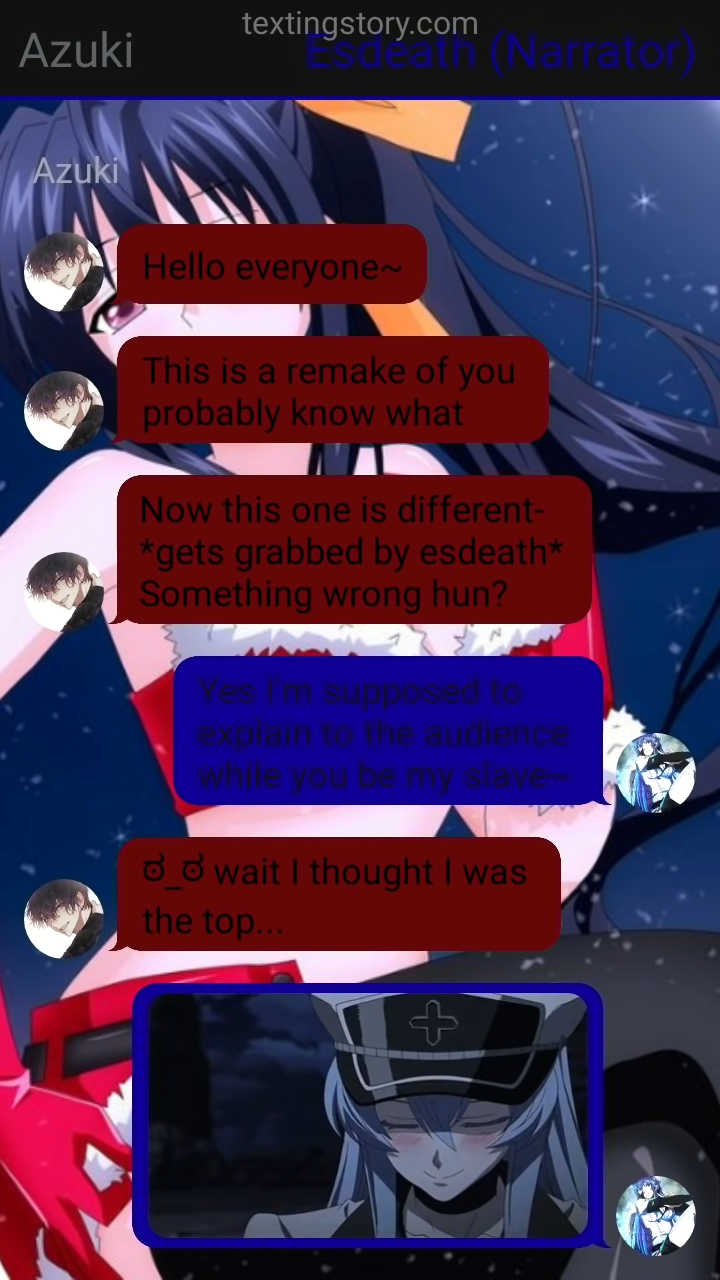 textingstory.com
Azuki
Esdeath (Narrator)
Azuki
Hello everyone~
This is a remake of you
probably know what
Now this one is different-
*gets grabbed by esdeath*
Something wrong hun?
Yes I'm supposed to
explain to the audience
while you be my slave~
ಠ_ಠ wait I thought I was
the top...